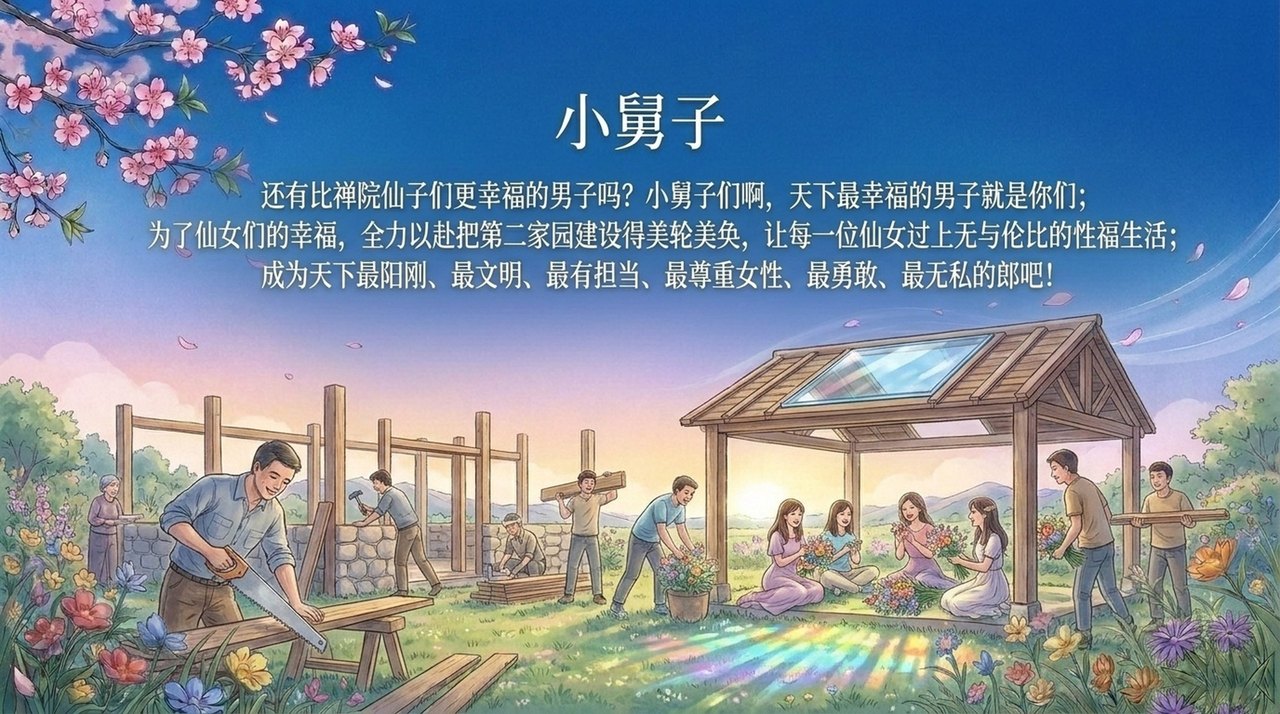 小舅子
还有比禅院仙子们更幸福的男子吗？小舅子们啊，天下最幸福的男子就是你们；
为了仙女们的幸福，全力以赴把第二家园建设得美轮美奂，让每一位仙女过上无与伦比的性福生活；
成为天下最阳刚、最文明、最有担当、最尊重女性、最勇敢、最无私的郎吧！